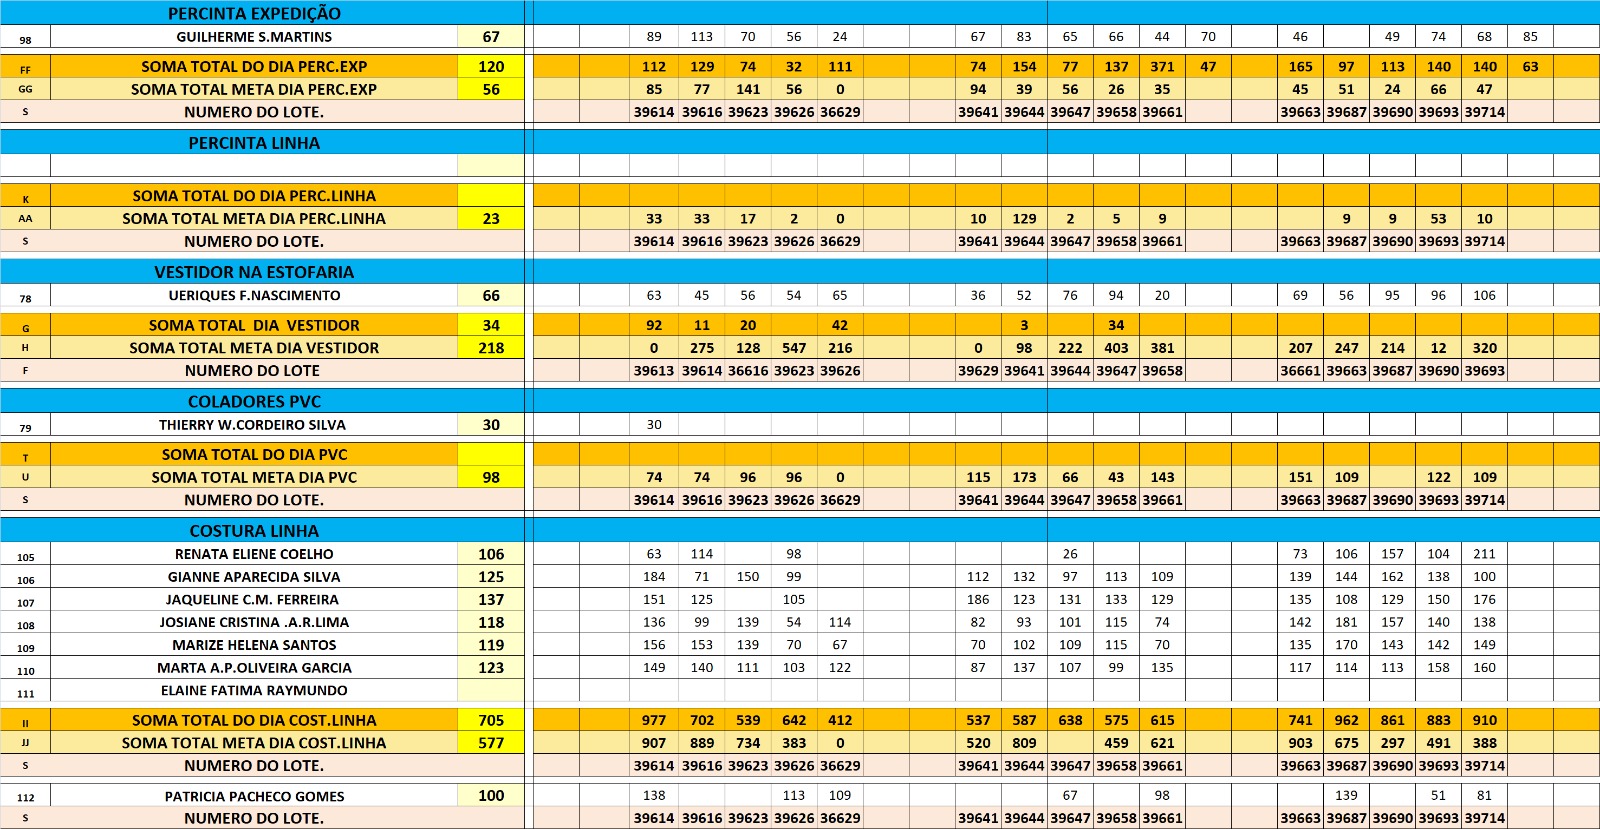 PERCINTA EXPEDIÇÃO
98 GUILHERME S.MARTINS 67 89 113 70 56 24 67 83 65 66 44 70 46 49 74 68 85
FF SOMA TOTAL DO DIA PERC.EXP 120 112 129 74 32 111 74 154 77 137 371 47 165 97 113 140 140 63
GG SOMA TOTAL META DIA PERC.EXP 56 85 77 141 56 0 94 39 56 26 35 45 51 24 66 47
S NUMERO DO LOTE. 39614 39616 39623 39626 36629 39641 39644 39647 39658 39661 39663 39687 39690 39693 39714
PERCINTA LINHA
K SOMA TOTAL DO DIA PERC.LINHA
AA SOMA TOTAL META DIA PERC.LINHA 23 33 33 17 2 0 10 129 2 5 9 9 9 53 10
S NUMERO DO LOTE. 39614 39616 39623 39626 36629 39641 39644 39647 39658 39661 39663 39687 39690 39693 39714
VESTIDOR NA ESTOFARIA
78 UERIQUES F.NASCIMENTO 66 63 45 56 54 65 36 52 76 94 20 69 56 95 96 106
G SOMA TOTAL DIA VESTIDOR 34 92 11 20 42 3 34
H SOMA TOTAL META DIA VESTIDOR 218 0 275 128 547 216 0 98 222 403 381 207 247 214 12 320
F NUMERO DO LOTE 39613 39614 36616 39623 39626 39629 39641 39644 39647 39658 36661 39663 39687 39690 39693
COLADORES PVC
79 THIERRY W.CORDEIRO SILVA 30 30
T SOMA TOTAL DO DIA PVC
U SOMA TOTAL META DIA PVC 98 74 74 96 96 0 115 173 66 43 143 151 109 122 109
S NUMERO DO LOTE. 39614 39616 39623 39626 36629 39641 39644 39647 39658 39661 39663 39687 39690 39693 39714
COSTURA LINHA
105 RENATA ELIENE COELHO 106 63 114 98 26 73 106 157 104 211
106 GIANNE APARECIDA SILVA 125 184 71 150 99 112 132 97 113 109 139 144 162 138 100
107 JAQUELINE C.M. FERREIRA 137 151 125 105 186 123 131 133 129 135 108 129 150 176
108 JOSIANE CRISTINA .A.R.LIMA 118 136 99 139 54 114 82 93 101 115 74 142 181 157 140 138
109 MARIZE HELENA SANTOS 119 156 153 139 70 67 70 102 109 115 70 135 170 143 142 149
110 MARTA A.P.OLIVEIRA GARCIA 123 149 140 111 103 122 87 137 107 99 135 117 114 113 158 160
111 ELAINE FATIMA RAYMUNDO
II SOMA TOTAL DO DIA COST.LINHA 705 977 702 539 642 412 537 587 638 575 615 741 962 861 883 910
JJ SOMA TOTAL META DIA COST.LINHA 577 907 889 734 383 0 520 809 459 621 903 675 297 491 388
S NUMERO DO LOTE. 39614 39616 39623 39626 36629 39641 39644 39647 39658 39661 39663 39687 39690 39693 39714
112 PATRICIA PACHECO GOMES 100 138 113 109 67 98 139 51 81
S NUMERO DO LOTE. 39614 39616 39623 39626 36629 39641 39644 39647 39658 39661 39663 39687 39690 39693 39714